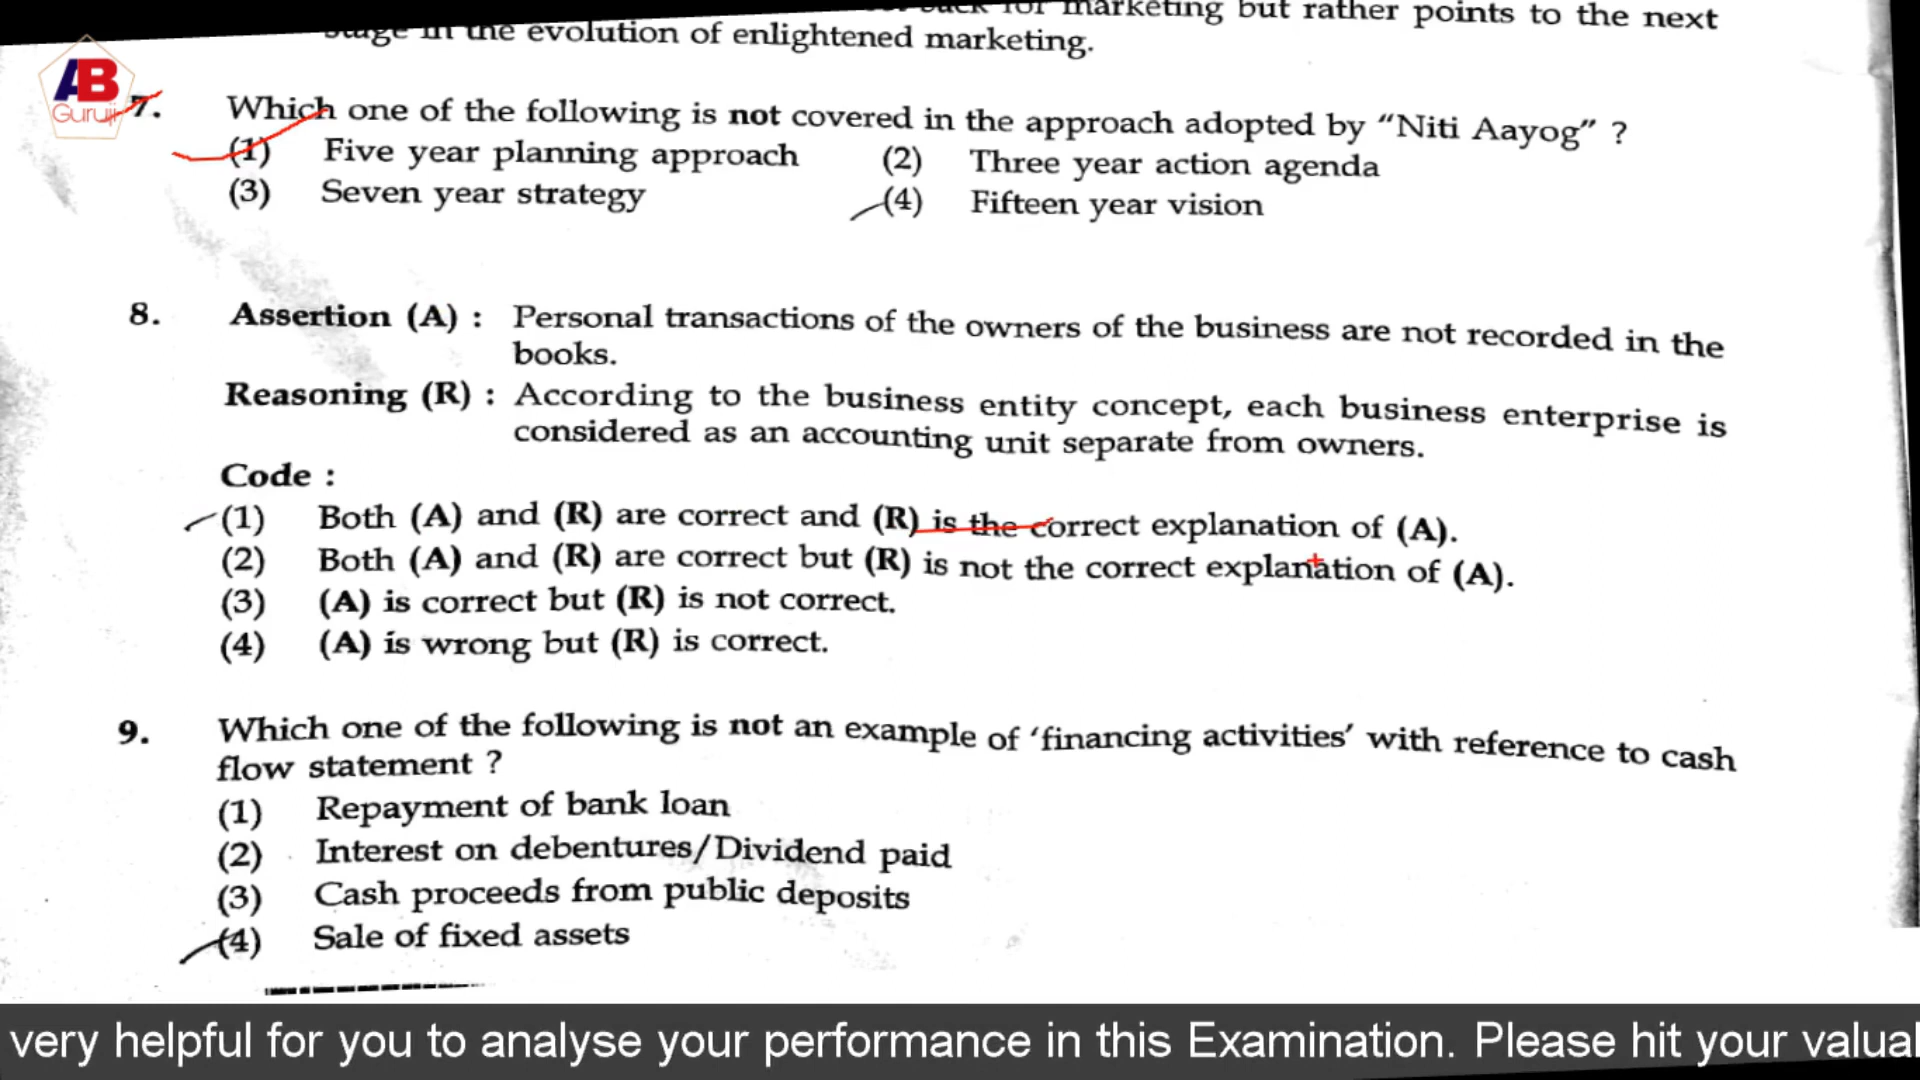 for marketing but rather points to the next
stage in the evolution of enlightened marketing.
AB
Guruji
7. Which one of the following is not covered in the approach adopted by “Niti Aayog” ?
(1) Five year planning approach (2) Three year action agenda
(3) Seven year strategy (4) Fifteen year vision
8. Assertion (A) : Personal transactions of the owners of the business are not recorded in the
books.
Reasoning (R) : According to the business entity concept, each business enterprise is
considered as an accounting unit separate from owners.
Code :
(1) Both (A) and (R) are correct and (R) is the correct explanation of (A).
(2) Both (A) and (R) are correct but (R) is not the correct explanation of (A).
(3) (A) is correct but (R) is not correct.
(4) (A) is wrong but (R) is correct.
9. Which one of the following is not an example of ‘financing activities’ with reference to cash
flow statement ?
(1) Repayment of bank loan
(2) Interest on debentures/Dividend paid
(3) Cash proceeds from public deposits
(4) Sale of fixed assets
very helpful for you to analyse your performance in this Examination. Please hit your valual